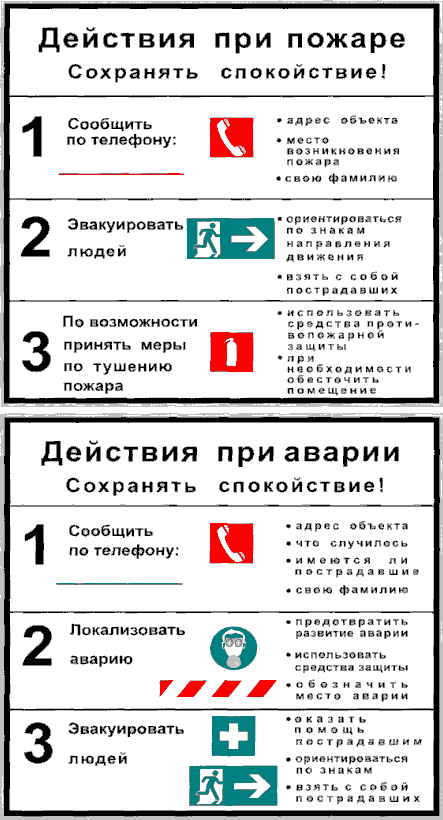 Действия при пожаре
Сохранять спокойствие!
1
Сообщить
по телефону:
• адрес объекта
• место
возникновения
пожара
• свою фамилию
2
Эвакуировать
людей
• ориентироваться
по знакам
направления
движения
• взять с собой
пострадавших
3
По возможности
принять меры
по тушению
пожара
• использовать
средства проти-
вопожарной
защиты
• при
необходимости
обесточить
помещение
Действия при аварии
Сохранять спокойствие!
1
Сообщить
по телефону:
• адрес объекта
• что случилось
• имеются ли
пострадавшие
• свою фамилию
2
Локализовать
аварию
• предотвратить
развитие аварии
• использовать
средства защиты
• обозначить
место аварии
3
Эвакуировать
людей
• оказать
помощь
пострадавшим
• ориентироваться
по знакам
• взять с собой
пострадавших